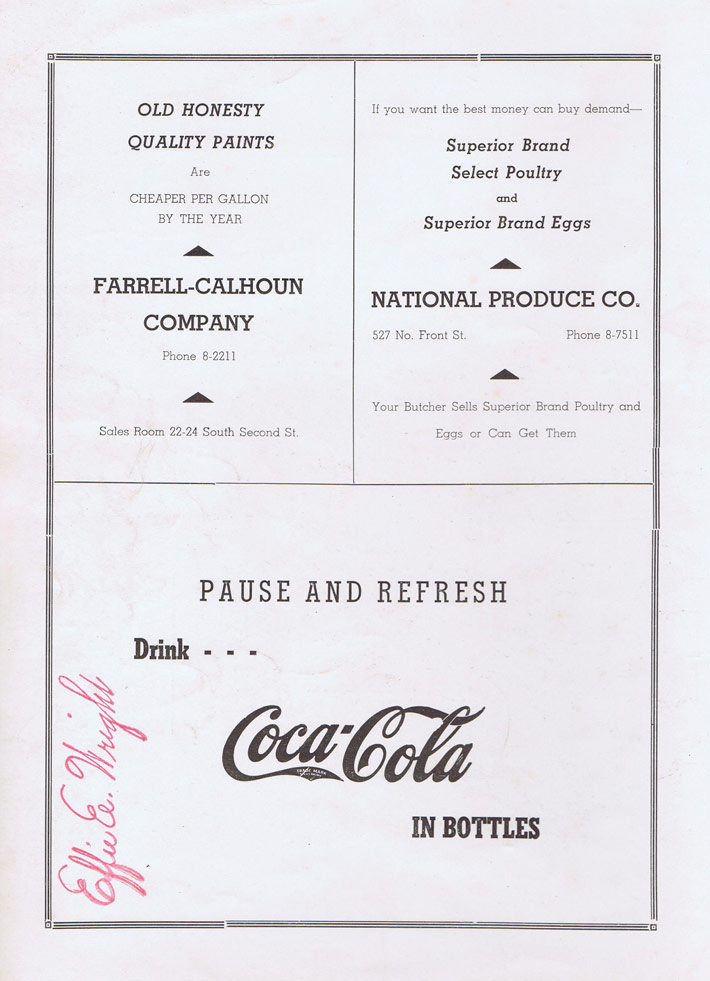 OLD HONESTY
QUALITY PAINTS
Are
CHEAPER PER GALLON
BY THE YEAR
FARRELL-CALHOUN
COMPANY
Phone 8-2211
Sales Room 22-24 South Second St.
If you want the best money can buy demand—
Superior Brand
Select Poultry
and
Superior Brand Eggs
NATIONAL PRODUCE CO.
527 No. Front St. Phone 8-7511
Your Butcher Sells Superior Brand Poultry and
Eggs or Can Get Them
PAUSE AND REFRESH
Drink - - -
Coca-Cola
TRADE MARK
IN BOTTLES
Effie E. Wright